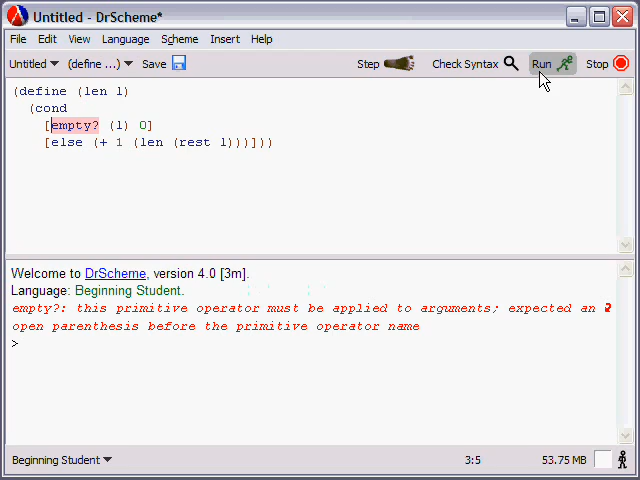 Untitled - DrScheme*
File Edit View Language Scheme Insert Help
Untitled (define ...) Save Step Check Syntax Run Stop
(define (len l)
(cond
[empty? (l) 0]
[else (+ 1 (len (rest l)))]))
Welcome to DrScheme, version 4.0 [3m].
Language: Beginning Student.
empty?: this primitive operator must be applied to arguments; expected an
open parenthesis before the primitive operator name
>
Beginning Student 3:5 53.75 MB